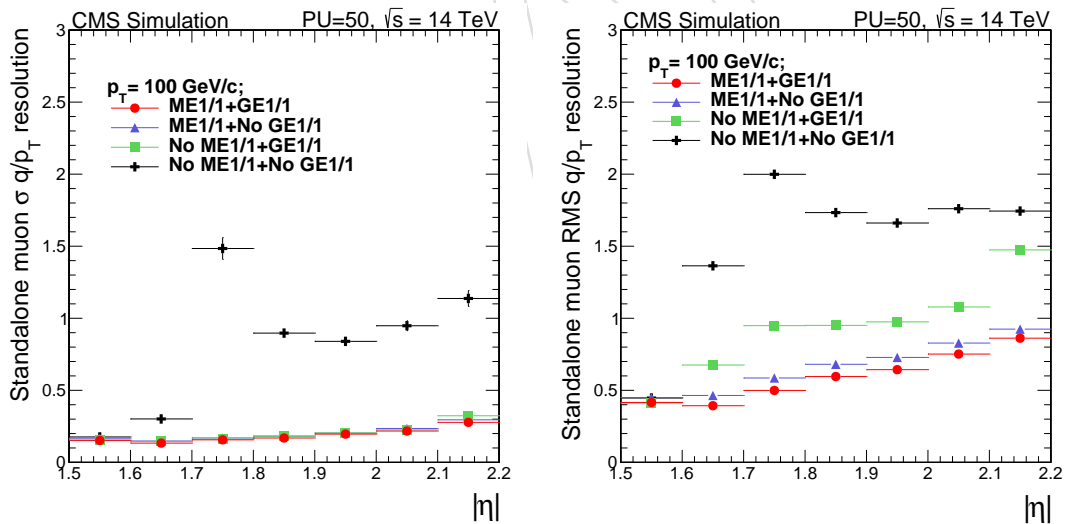 CMS Simulation PU=50, √s = 14 TeV
p_T= 100 GeV/c;
ME1/1+GE1/1
ME1/1+No GE1/1
No ME1/1+GE1/1
No ME1/1+No GE1/1
Standalone muon σ q/p_T resolution
3
2.5
2
1.5
1
0.5
0
1.5 1.6 1.7 1.8 1.9 2 2.1 2.2
|η|
CMS Simulation PU=50, √s = 14 TeV
p_T= 100 GeV/c;
ME1/1+GE1/1
ME1/1+No GE1/1
No ME1/1+GE1/1
No ME1/1+No GE1/1
Standalone muon RMS q/p_T resolution
3
2.5
2
1.5
1
0.5
0
1.5 1.6 1.7 1.8 1.9 2 2.1 2.2
|η|